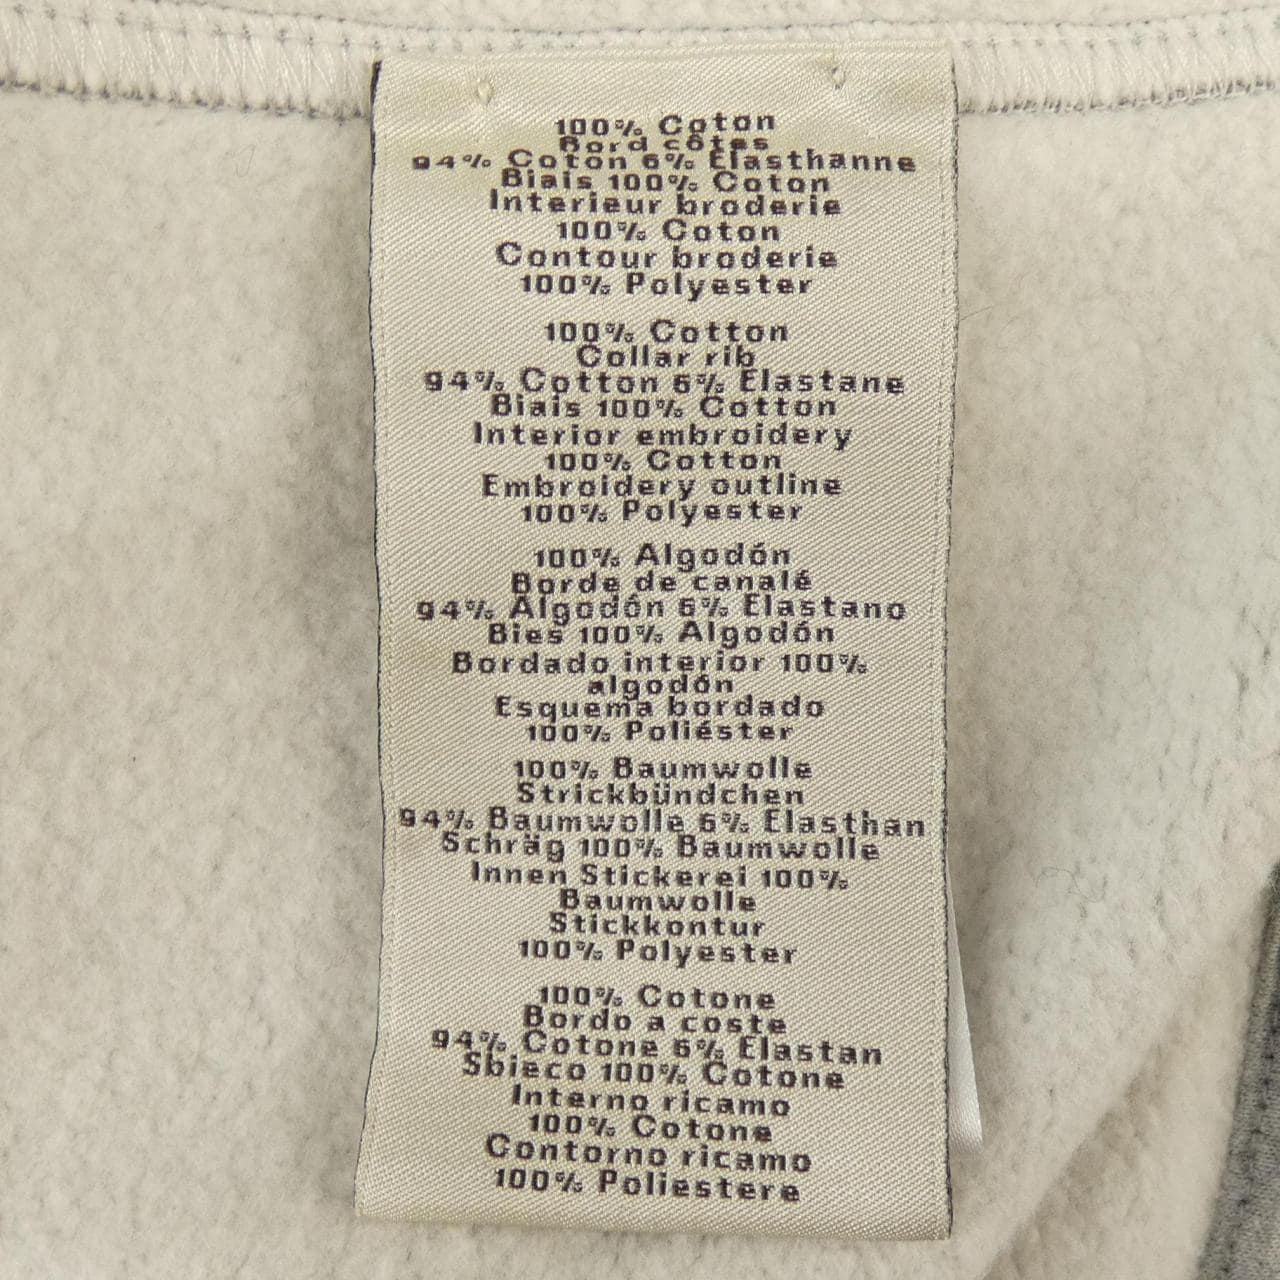 100% Coton
Bord côtes
94% Coton 6% Elasthanne
Biais 100% Coton
Interieur broderie
100% Coton
Contour broderie
100% Polyester
100% Cotton
Collar rib
94% Cotton 6% Elastane
Biais 100% Cotton
Interior embroidery
100% Cotton
Embroidery outline
100% Polyester
100% Algodón
Borde de canalé
94% Algodón 6% Elastano
Bies 100% Algodón
Bordado interior 100%
algodón
Esquema bordado
100% Poliéster
100% Baumwolle
Strickbündchen
94% Baumwolle 6% Elasthan
Schräg 100% Baumwolle
Innen Stickerei 100%
Baumwolle
Stickkontur
100% Polyester
100% Cotone
Bordo a coste
94% Cotone 6% Elastan
Sbieco 100% Cotone
Interno ricamo
100% Cotone
Contorno ricamo
100% Poliestere